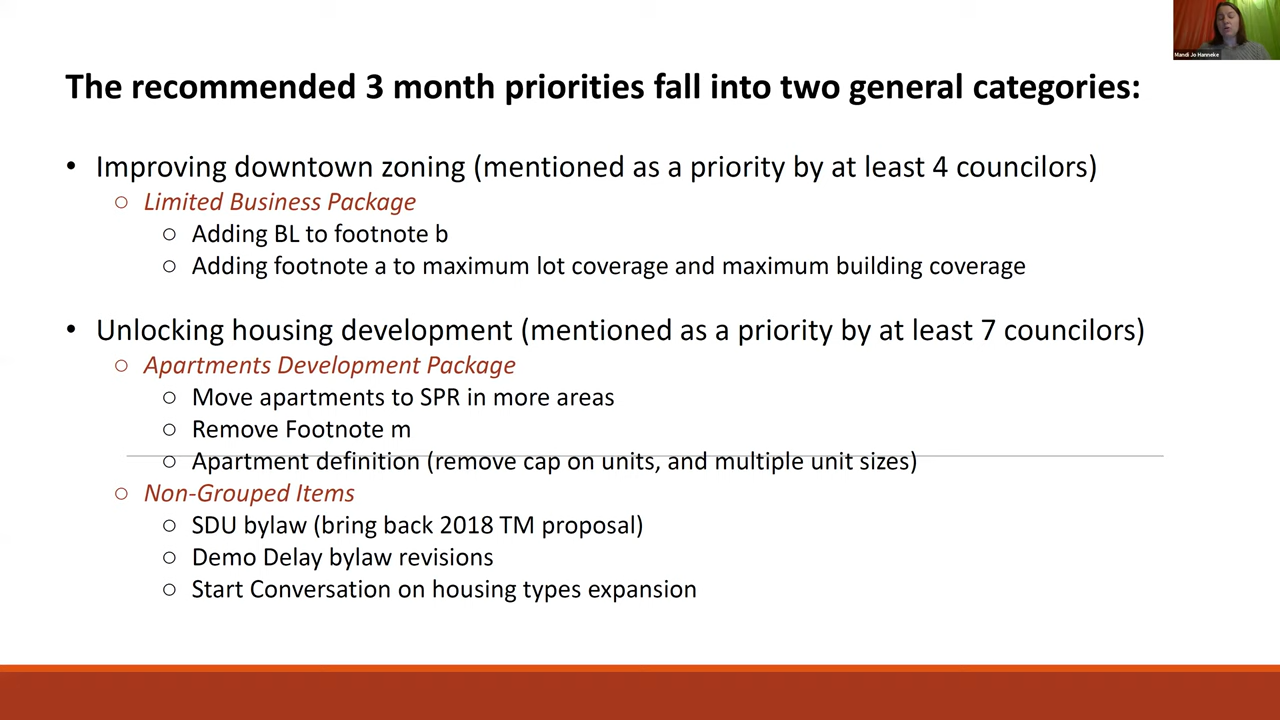 Mandi Jo Hanneke
The recommended 3 month priorities fall into two general categories:
• Improving downtown zoning (mentioned as a priority by at least 4 councilors)
○ Limited Business Package
○ Adding BL to footnote b
○ Adding footnote a to maximum lot coverage and maximum building coverage
• Unlocking housing development (mentioned as a priority by at least 7 councilors)
○ Apartments Development Package
○ Move apartments to SPR in more areas
○ Remove Footnote m
○ Apartment definition (remove cap on units, and multiple unit sizes)
○ Non-Grouped Items
○ SDU bylaw (bring back 2018 TM proposal)
○ Demo Delay bylaw revisions
○ Start Conversation on housing types expansion